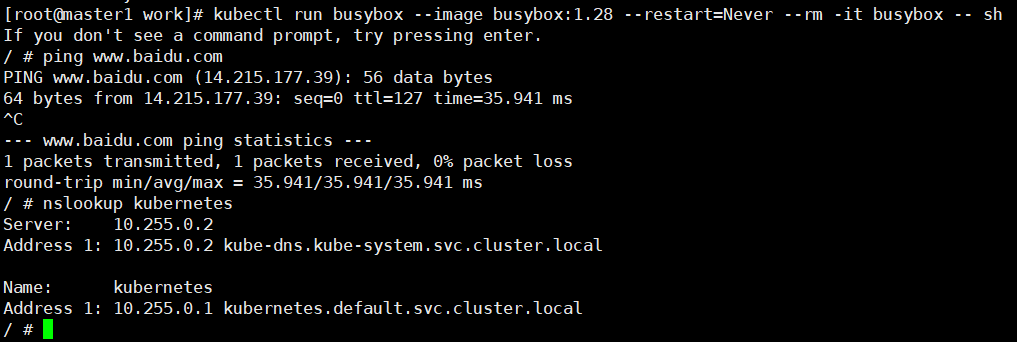 [root@master1 work]# kubectl run busybox --image busybox:1.28 --restart=Never --rm -it busybox -- sh
If you don't see a command prompt, try pressing enter.
/ # ping www.baidu.com
PING www.baidu.com (14.215.177.39): 56 data bytes
64 bytes from 14.215.177.39: seq=0 ttl=127 time=35.941 ms
^C
--- www.baidu.com ping statistics ---
1 packets transmitted, 1 packets received, 0% packet loss
round-trip min/avg/max = 35.941/35.941/35.941 ms
/ # nslookup kubernetes
Server:    10.255.0.2
Address 1: 10.255.0.2 kube-dns.kube-system.svc.cluster.local

Name:      kubernetes
Address 1: 10.255.0.1 kubernetes.default.svc.cluster.local
/ #